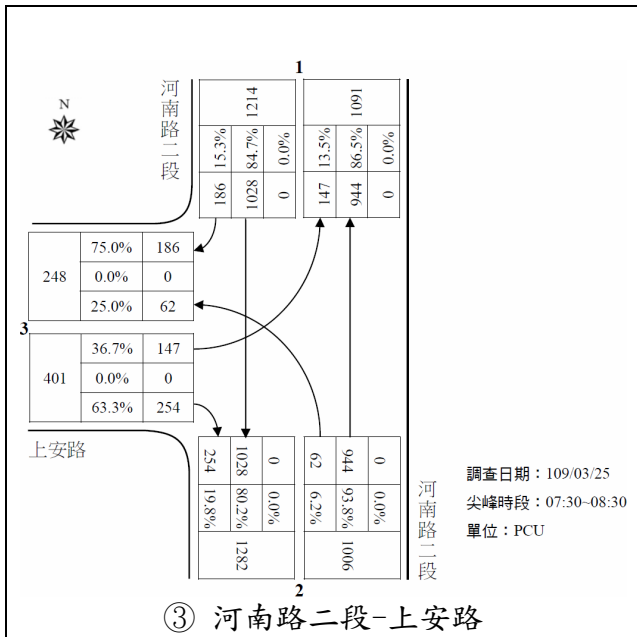 1
河南路二段
N
1214
15.3% 84.7% 0.0%
186 1028 0
1091
13.5% 86.5% 0.0%
147 944 0
248
75.0% 186
0.0% 0
25.0% 62
3
401
36.7% 147
0.0% 0
63.3% 254
上安路
254 1028 0
19.8% 80.2% 0.0%
1282
62 944 0
6.2% 93.8% 0.0%
1006
2
河南路二段
調查日期：109/03/25
尖峰時段：07:30~08:30
單位：PCU
③ 河南路二段-上安路